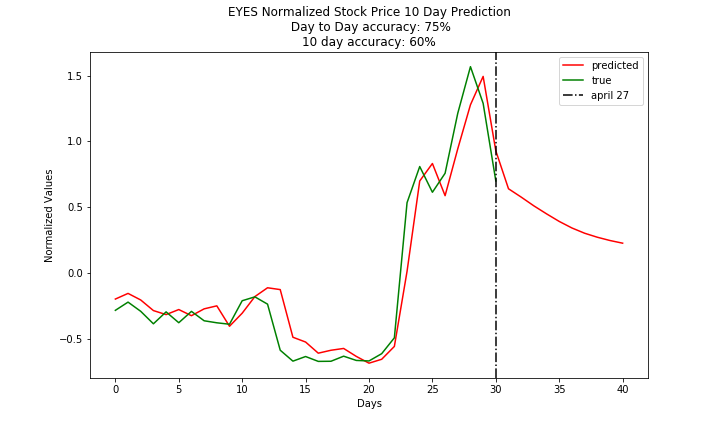 EYES Normalized Stock Price 10 Day Prediction
Day to Day accuracy: 75%
10 day accuracy: 60%
predicted
true
april 27
Normalized Values
1.5
1.0
0.5
0.0
−0.5
0 5 10 15 20 25 30 35 40
Days